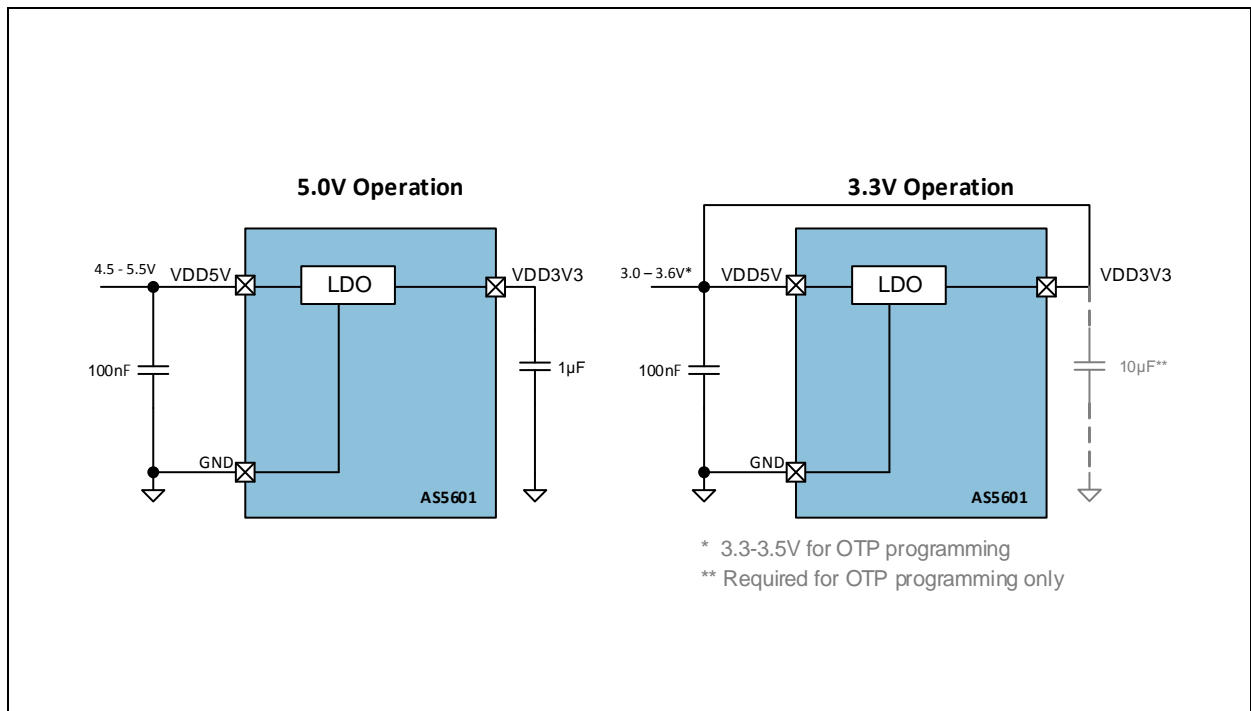 5.0V Operation
4.5 - 5.5V
VDD5V
LDO
VDD3V3
100nF
1µF
GND
AS5601
3.3V Operation
3.0 – 3.6V*
VDD5V
LDO
VDD3V3
100nF
10µF**
GND
AS5601
* 3.3-3.5V for OTP programming
** Required for OTP programming only